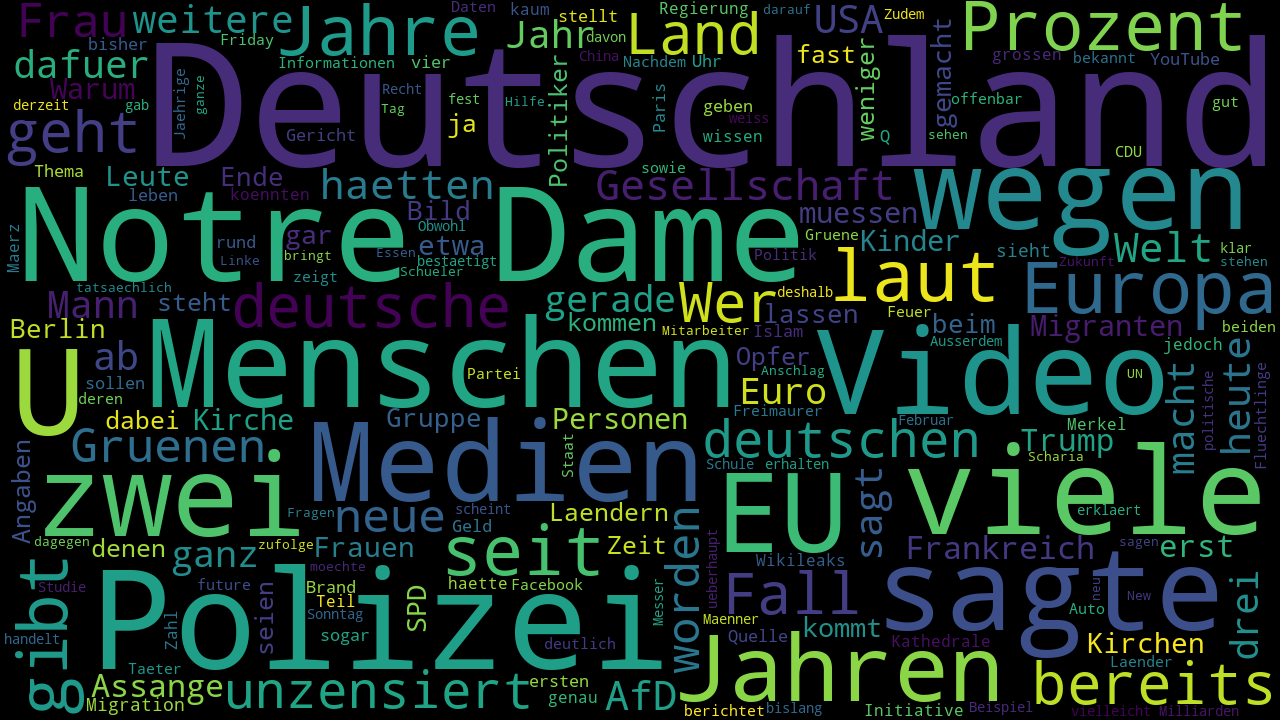 Frau weitere Jahre Daten kaum stellt Regierung darauf USA Zudem Prozent
bisher Friday Jahr davon Land
dafuer Informationen vier China Nachdem Uhr fast weniger gemacht grossen bekannt YouTube
Warum Jaehrige ganze Deutschland Recht fest Hilfe Politiker Paris geben offenbar gut
derzeit gab Tag weiss
geht Gericht ja wissen Q sehen CDU
Thema Leute Ende haetten sowie Gesellschaft wegen
leben koennten Bild muessen
Notre Dame Obwohl Gruene Kinder Welt klar
Maerz rund gar etwa Politik sieht stehen
Linke bringt Essen bestaetigt laut Zukunft
zeigt Schueler Europa
tatsaechlich deshalb
Mann steht deutsche gerade Wer lassen Feuer beim Migranten beiden
Berlin kommen Mitarbeiter Islam Ausserdem jedoch
U ab Menschen Opfer Video heute
sollen Partei Anschlag UN
deren Euro macht politische Fluechtlinge
dabei Kirche Gruppe Personen Freimaurer Februar Merkel
Gruenen Medien Staat deutschen Trump
Angaben Schule erhalten Scharia
zwei EU sagt viele
Fragen neue scheint Laendern erklaert
dagegen denen ganz zufolge Geld Zeit worden Frankreich sagen erst
Frauen seit Wikileaks
gibt Studie Polizei future moechte ueberhaupt Fall sagte neu
Brand haette Facebook Messer New drei
Teil SPD Auto
handelt Zahl seien Sonntag Maenner
sogar deutlich Quelle kommt Kathedrale Kirchen
Taeter Jahren Laender
Assange unzensiert ersten AfD bereits
Migration genau berichtet bislang Initiative Beispiel vielleicht Milliarden